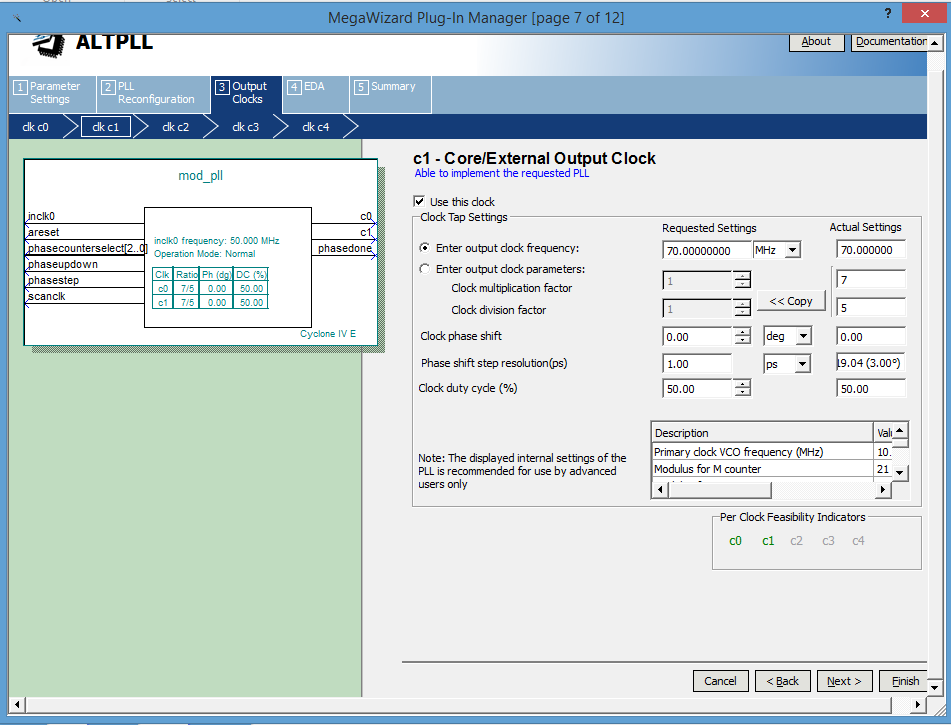 MegaWizard Plug-In Manager [page 7 of 12]
? ✕
ALTPLL
About Documentation
1 Parameter Settings
2 PLL Reconfiguration
3 Output Clocks
4 EDA
5 Summary
clk c0 clk c1 clk c2 clk c3 clk c4
mod_pll
inclk0
areset
phasecounterselect[2..0]
phaseupdown
phasestep
scanclk
c0
c1
phasedone
inclk0 frequency: 50.000 MHz
Operation Mode: Normal
Clk Ratio Ph (dg) DC (%)
c0 7/5 0.00 50.00
c1 7/5 0.00 50.00
Cyclone IV E
c1 - Core/External Output Clock
Able to implement the requested PLL
Use this clock
Clock Tap Settings
Requested Settings Actual Settings
Enter output clock frequency: 70.00000000 MHz 70.000000
Enter output clock parameters:
Clock multiplication factor 1 7
<< Copy
Clock division factor 1 5
Clock phase shift 0.00 deg 0.00
Phase shift step resolution(ps) 1.00 ps 19.04 (3.00°)
Clock duty cycle (%) 50.00 50.00
Description
Primary clock VCO frequency (MHz) 10.
Modulus for M counter 21
Note: The displayed internal settings of the
PLL is recommended for use by advanced
users only
Per Clock Feasibility Indicators
c0 c1 c2 c3 c4
Cancel < Back Next > Finish